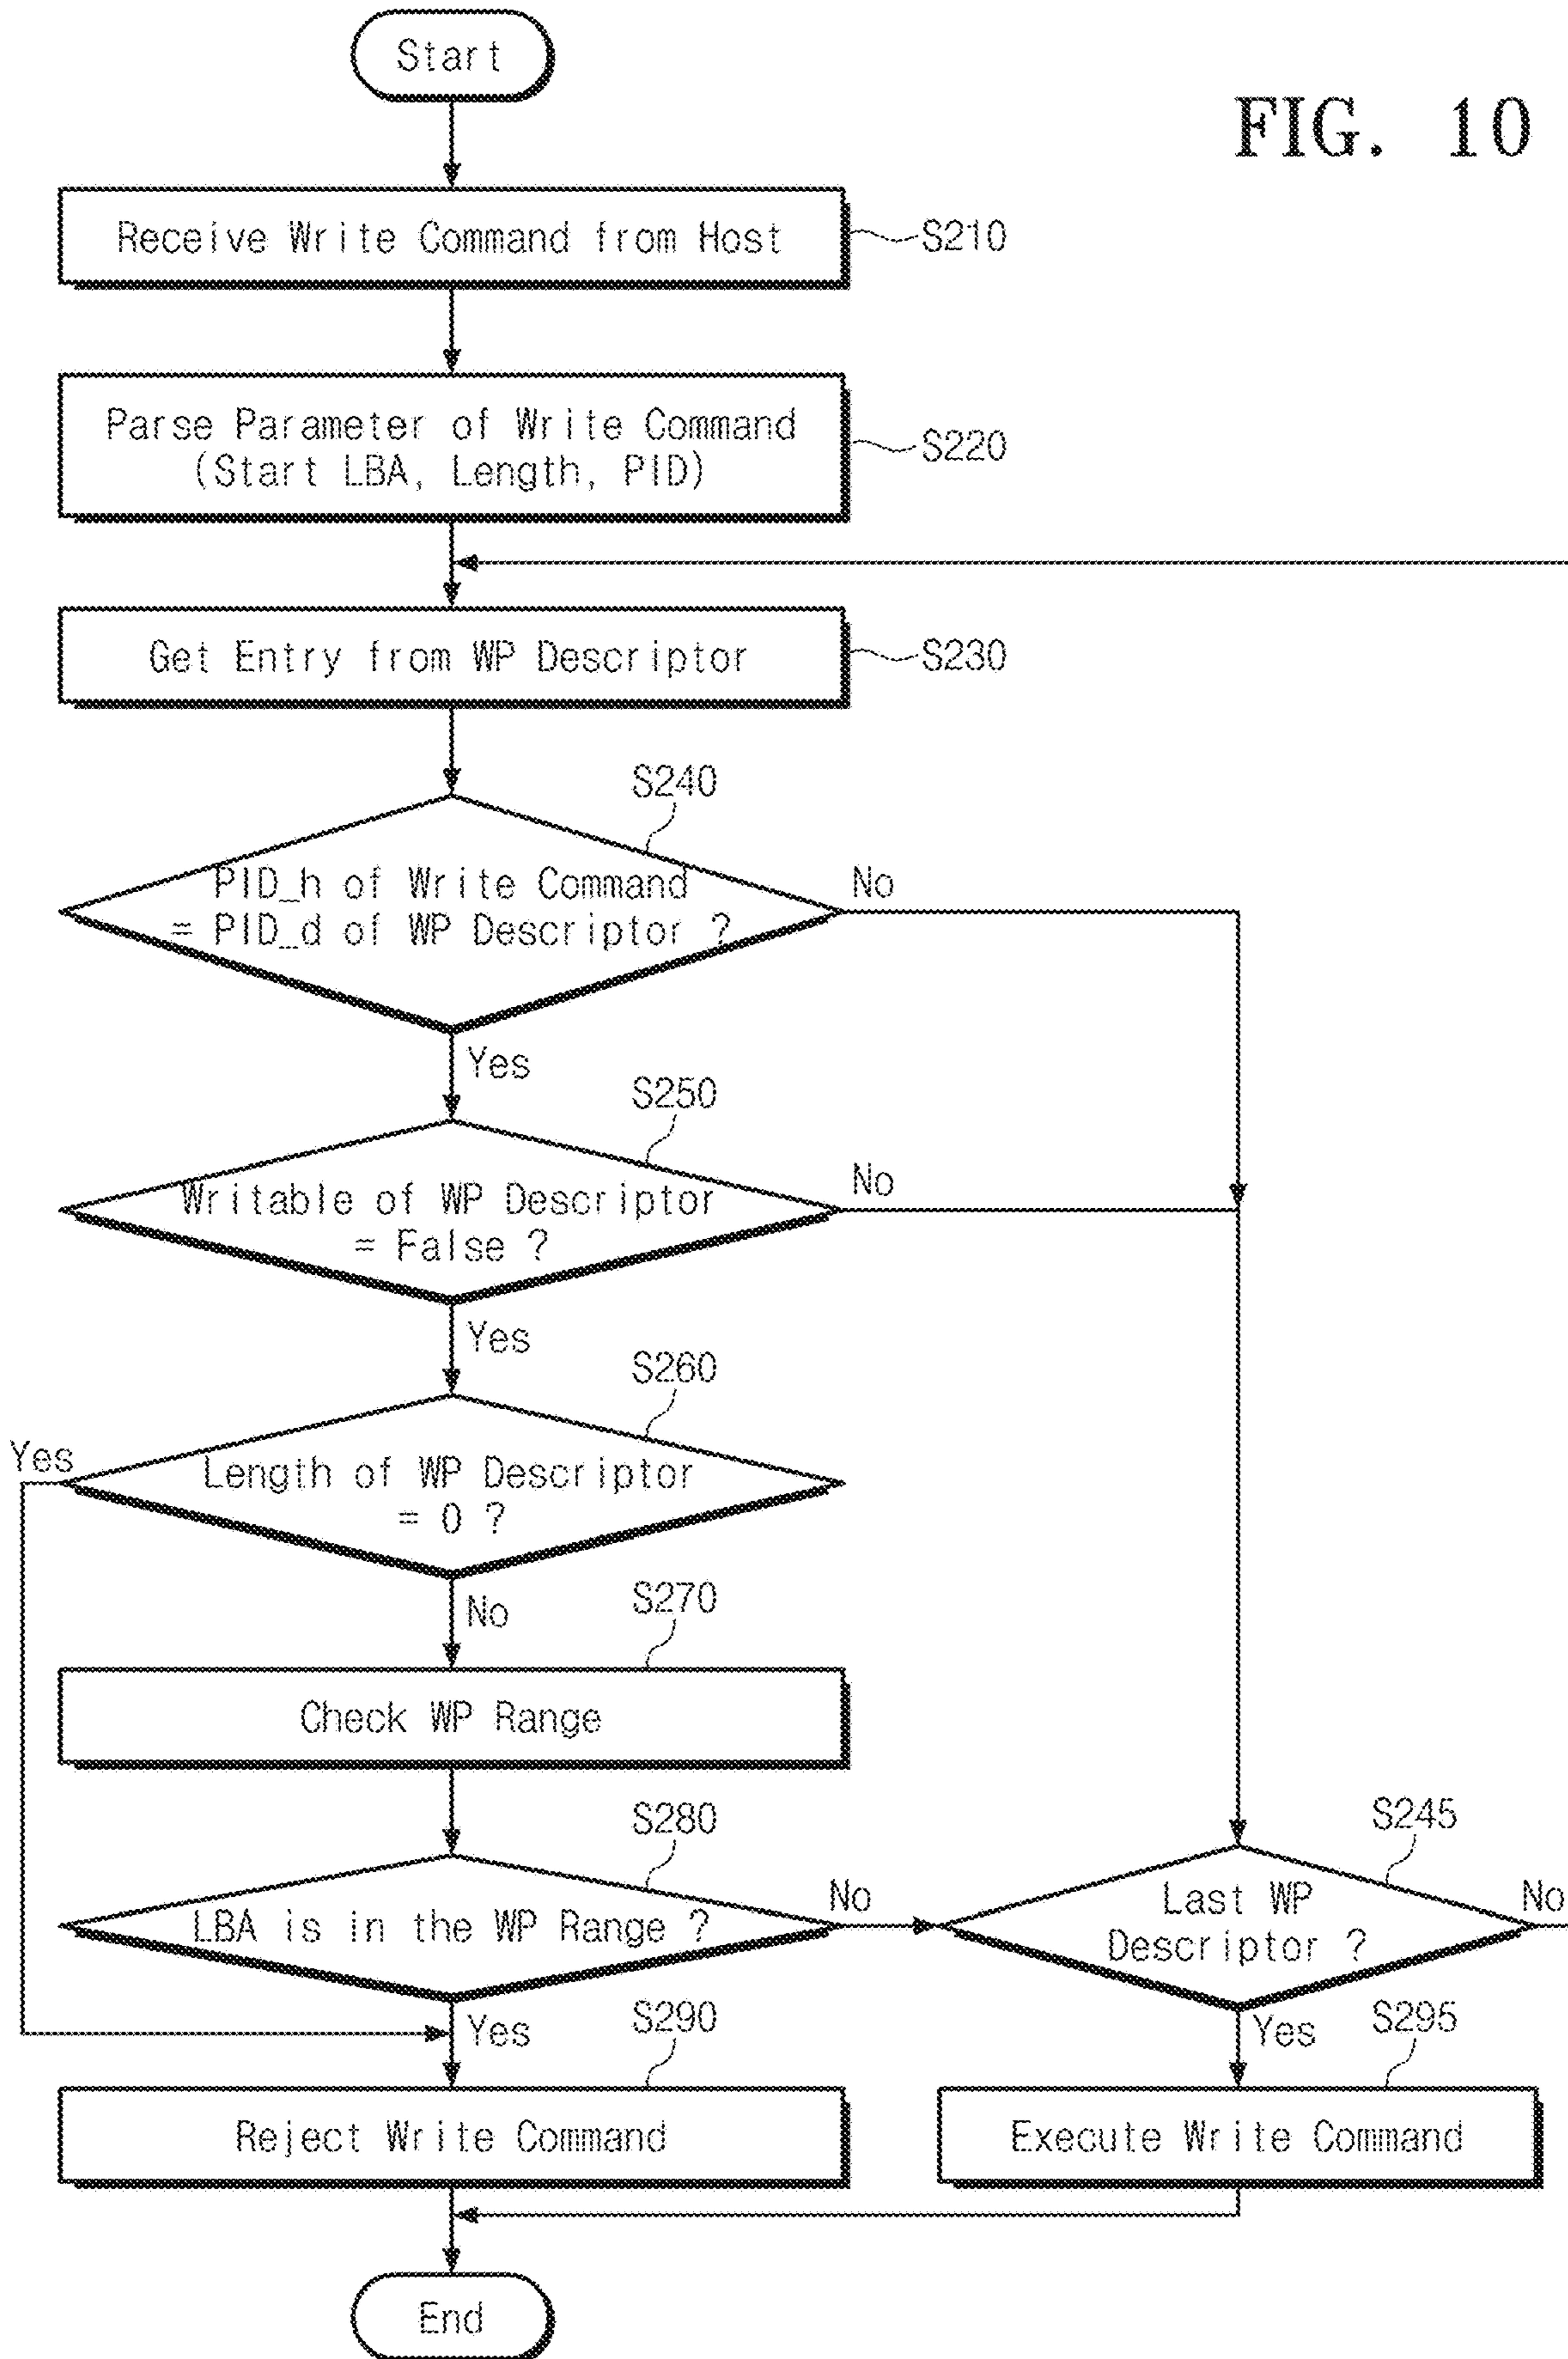 Start
FIG. 10
Receive Write Command from Host
S210
Parse Parameter of Write Command
(Start LBA, Length, PID)
S220
Get Entry from WP Descriptor
S230
S240
PID_h of Write Command
= PID_d of WP Descriptor ?
No
Yes
S250
Writable of WP Descriptor
= False ?
No
Yes
S260
Length of WP Descriptor
= 0 ?
Yes
No
S270
Check WP Range
S280
LBA is in the WP Range ?
No
Yes
S245
Last WP
Descriptor ?
No
Yes
S290
Reject Write Command
S295
Execute Write Command
End